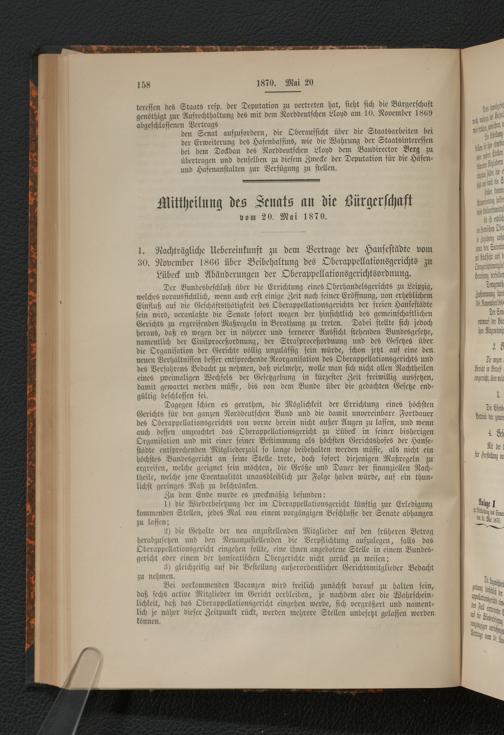 158
1870. Mai 20
teressen des Staats resp. der Deputation zu vertreten hat, sieht sich die Bürgerschaft
genöthigt zur Aufrechthaltung des mit dem Norddeutschen Lloyd am 10. November 1869
abgeschlossenen Vertrags
den Senat aufzufordern, die Oberaufsicht über die Staatsarbeiten bei
der Erweiterung des Hafenbassins, wie die Wahrung der Staatsinteressen
bei dem Dockbau des Norddeutschen Lloyd dem Baudirector Berg zu
übertragen und denselben zu diesem Zwecke der Deputation für die Häfen-
und Hafenanstalten zur Verfügung zu stellen.
Mittheilung des Senats an die Bürgerschaft
vom 20. Mai 1870.
1. Nachträgliche Uebereinkunft zu dem Vertrage der Hansestädte vom
30. November 1866 über Beibehaltung des Oberappellationsgerichts zu
Lübeck und Abänderungen der Oberappellationsgerichtsordnung.
Der Bundesbeschluß über die Errichtung eines Oberhandelsgerichts zu Leipzig,
welches voraussichtlich, wenn auch erst einige Zeit nach seiner Eröffnung, von erheblichem
Einfluß auf die Geschäftsthätigkeit des Oberappellationsgerichts der freien Hansestädte
sein wird, veranlaßte die Senate sofort wegen der hinsichtlich des gemeinschaftlichen
Gerichts zu ergreifenden Maßregeln in Berathung zu treten. Dabei stellte sich jedoch
heraus, daß es wegen der in näherer und fernerer Aussicht stehenden Bundesgesetze,
namentlich der Civilproceßordnung, der Strafproceßordnung und des Gesetzes über
die Organisation der Gerichte völlig unzulässig sein würde, schon jetzt auf eine den
neuen Verhältnissen besser entsprechende Reorganisation des Oberappellationsgerichts und
des Verfahrens Bedacht zu nehmen, daß vielmehr, wolle man sich nicht allen Nachtheilen
eines zweimaligen Wechsels der Gesetzgebung in kürzester Zeit freiwillig aussetzen,
damit gewartet werden müsse, bis von dem Bunde über die gedachten Gesetze end-
gültig beschlossen sei.
Dagegen schien es gerathen, die Möglichkeit der Errichtung eines höchsten
Gerichts für den ganzen Norddeutschen Bund und die damit unvereinbare Fortdauer
des Oberappellationsgerichts von vorne herein nicht außer Augen zu lassen, und wenn
auch dessen ungeachtet das Oberappellationsgericht zu Lübeck in seiner bisherigen
Organisation und mit einer seiner Bestimmung als höchsten Gerichtshofes der Hanse-
städte entsprechenden Mitgliederzahl so lange beibehalten werden müsse, als nicht ein
höchstes Bundesgericht an seine Stelle trete, doch sofort diejenigen Maßregeln zu
ergreifen, welche geeignet sein möchten, die Größe und Dauer der finanziellen Nach-
theile, welche jene Eventualität unausbleiblich zur Folge haben würde, auf ein thun-
lichst geringes Maß zu beschränken.
Zu dem Ende wurde es zweckmäßig befunden:
1) die Wiederbesetzung der im Oberappellationsgericht künftig zur Erledigung
kommenden Stellen, jedes Mal von einem vorgängigen Beschlusse der Senate abhangen
zu lassen;
2) die Gehalte der neu anzustellenden Mitglieder auf den früheren Betrag
herabzusetzen und den Neuanzustellenden die Verpflichtung aufzulegen, falls das
Oberappellationsgericht eingehen sollte, eine ihnen angebotene Stelle in einem Bundes-
gericht oder einem der hanseatischen Obergerichte nicht zurück zu weisen;
3) gleichzeitig auf die Bestellung außerordentlicher Gerichtsmitglieder Bedacht
zu nehmen.
Bei vorkommenden Vacanzen wird freilich zunächst darauf zu halten sein,
daß sechs active Mitglieder im Gericht verbleiben, je nachdem aber die Wahrschein-
lichkeit, daß das Oberappellationsgericht eingehen werde, sich vergrößert und nament-
lich je näher dieser Zeitpunkt rückt, werden mehrere Stellen unbesetzt gelassen werden
können.